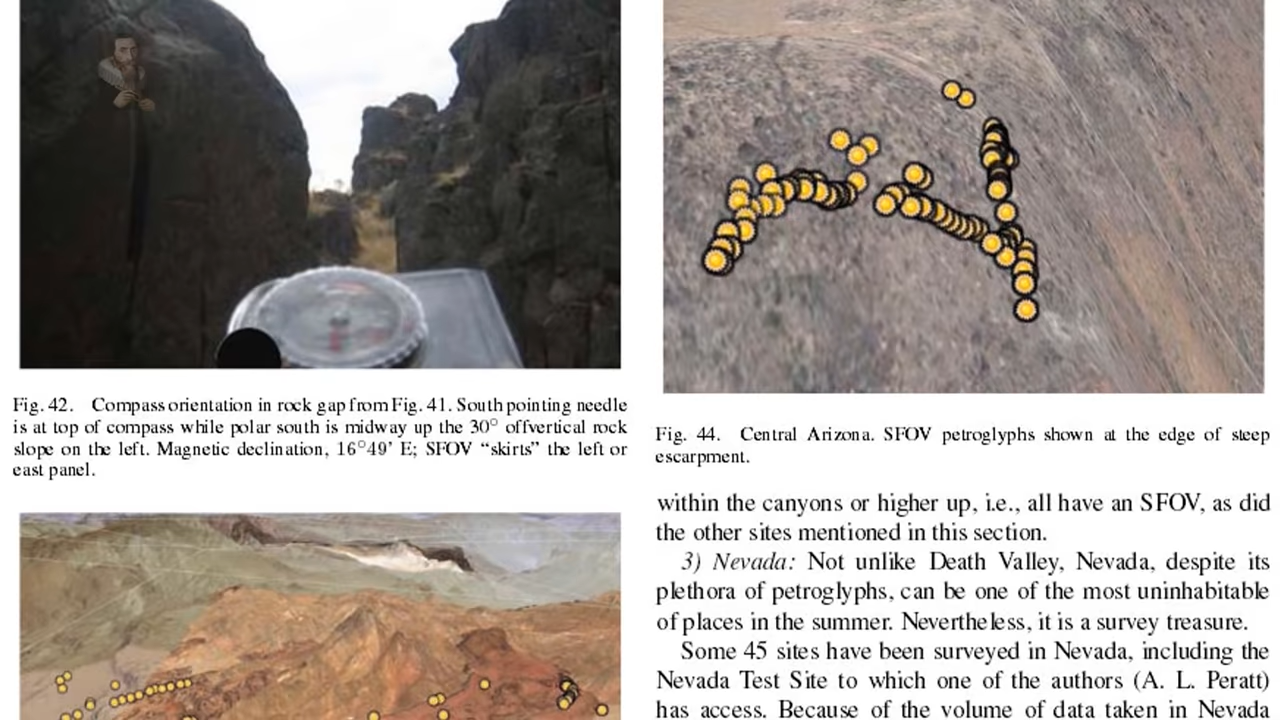 Fig. 42. Compass orientation in rock gap from Fig. 41. South pointing needle
is at top of compass while polar south is midway up the 30° offvertical rock
slope on the left. Magnetic declination, 16°49' E; SFOV “skirts” the left or
east panel.
Fig. 44. Central Arizona. SFOV petroglyphs shown at the edge of steep
escarpment.
within the canyons or higher up, i.e., all have an SFOV, as did
the other sites mentioned in this section.
3) Nevada: Not unlike Death Valley, Nevada, despite its
plethora of petroglyphs, can be one of the most uninhabitable
of places in the summer. Nevertheless, it is a survey treasure.
Some 45 sites have been surveyed in Nevada, including the
Nevada Test Site to which one of the authors (A. L. Peratt)
has access. Because of the volume of data taken in Nevada